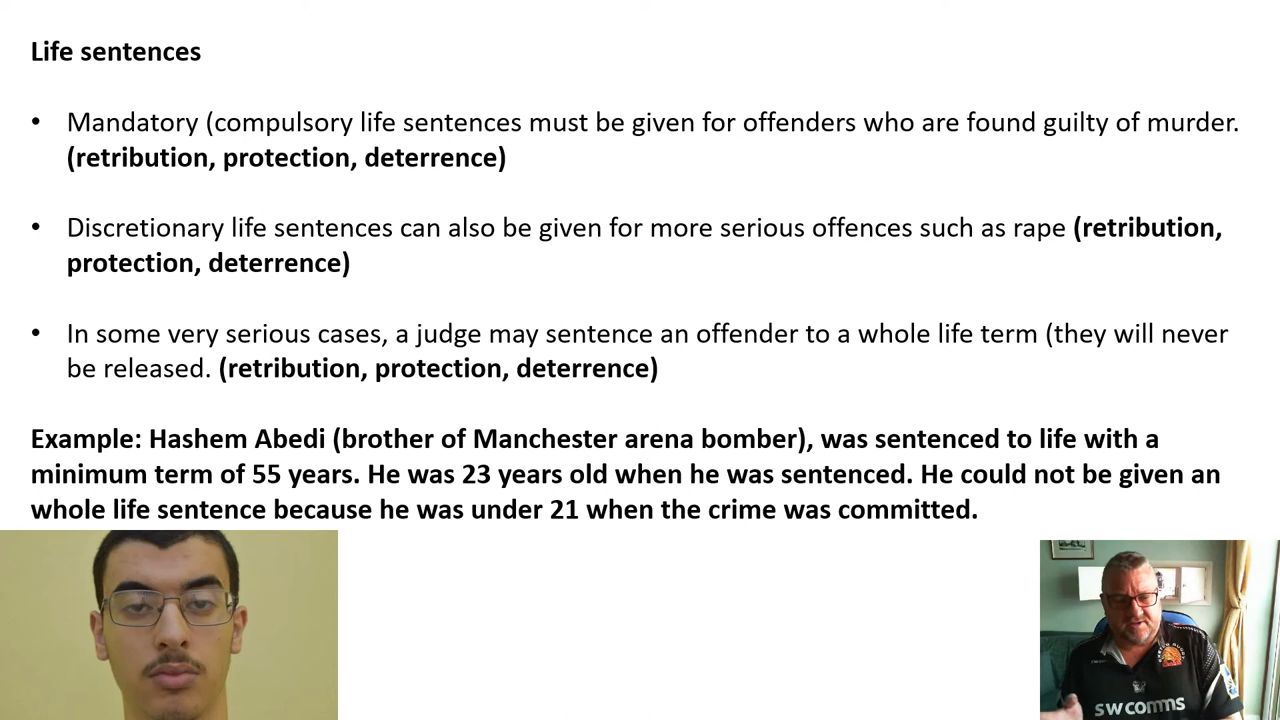 Life sentences
• Mandatory (compulsory life sentences must be given for offenders who are found guilty of murder.
(retribution, protection, deterrence)
• Discretionary life sentences can also be given for more serious offences such as rape (retribution,
protection, deterrence)
• In some very serious cases, a judge may sentence an offender to a whole life term (they will never
be released. (retribution, protection, deterrence)
Example: Hashem Abedi (brother of Manchester arena bomber), was sentenced to life with a
minimum term of 55 years. He was 23 years old when he was sentenced. He could not be given an
whole life sentence because he was under 21 when the crime was committed.
sw comms